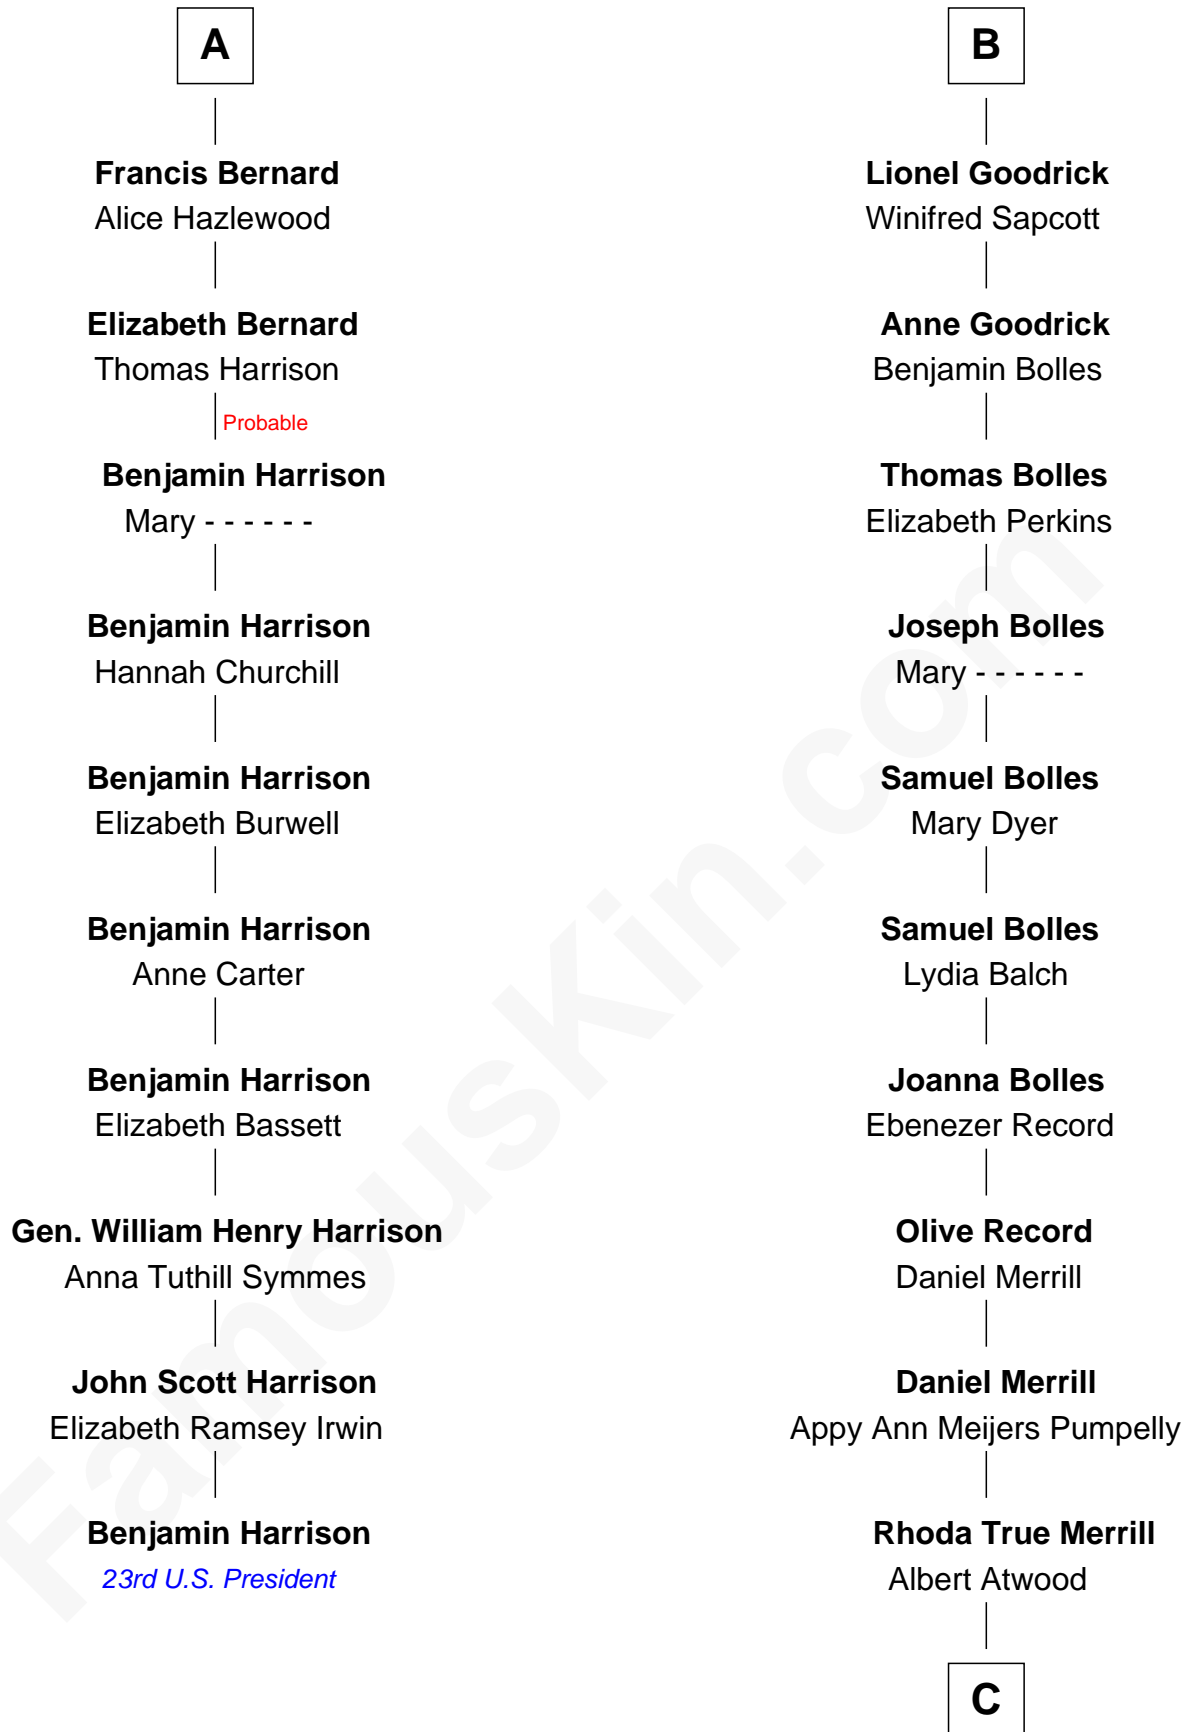 A
Francis Bernard
Alice Hazlewood
Elizabeth Bernard
Thomas Harrison
Probable
Benjamin Harrison
Mary - - - - - -
Benjamin Harrison
Hannah Churchill
Benjamin Harrison
Elizabeth Burwell
Benjamin Harrison
Anne Carter
Benjamin Harrison
Elizabeth Bassett
Gen. William Henry Harrison
Anna Tuthill Symmes
John Scott Harrison
Elizabeth Ramsey Irwin
Benjamin Harrison
23rd U.S. President
B
Lionel Goodrick
Winifred Sapcott
Anne Goodrick
Benjamin Bolles
Thomas Bolles
Elizabeth Perkins
Joseph Bolles
Mary - - - - - -
Samuel Bolles
Mary Dyer
Samuel Bolles
Lydia Balch
Joanna Bolles
Ebenezer Record
Olive Record
Daniel Merrill
Daniel Merrill
Appy Ann Meijers Pumpelly
Rhoda True Merrill
Albert Atwood
C
FamousKin.com